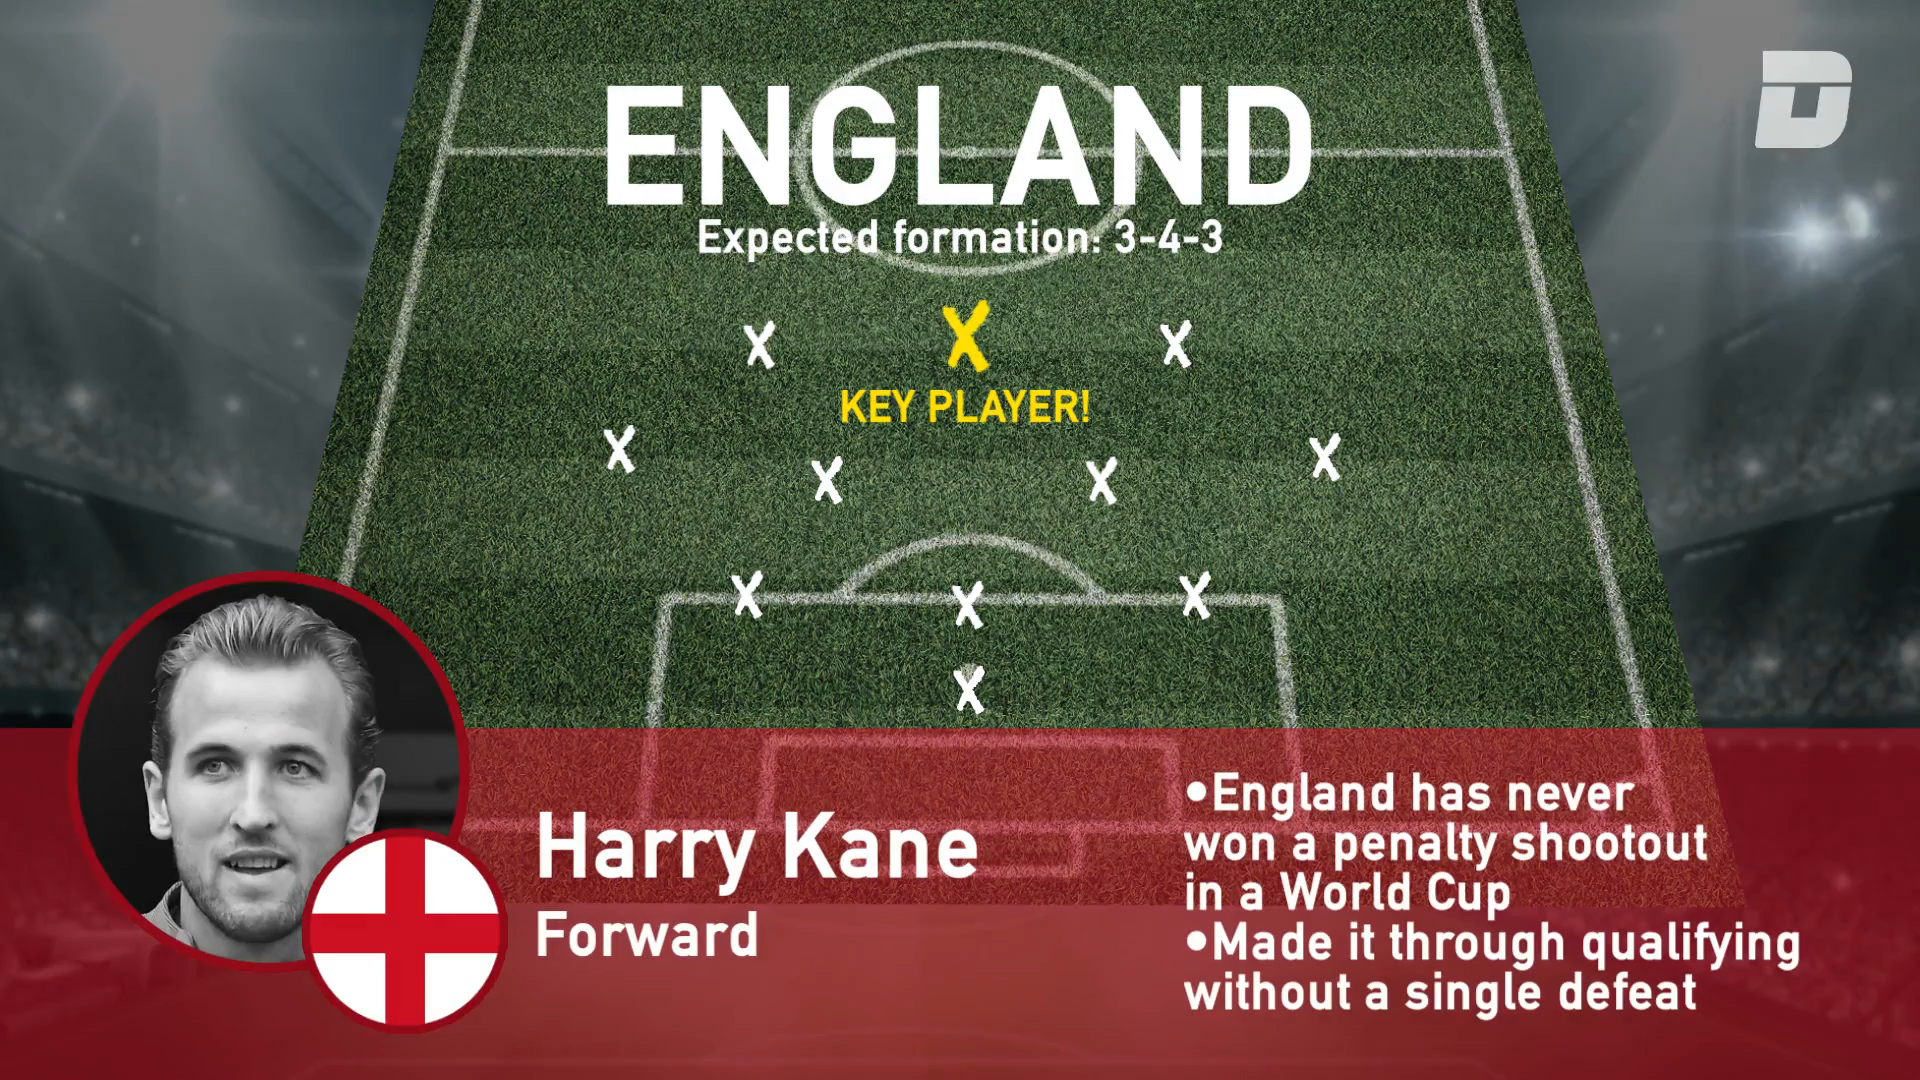 ENGLAND
Expected formation: 3-4-3
KEY PLAYER!
Harry Kane
Forward
•England has never
won a penalty shootout
in a World Cup
•Made it through qualifying
without a single defeat